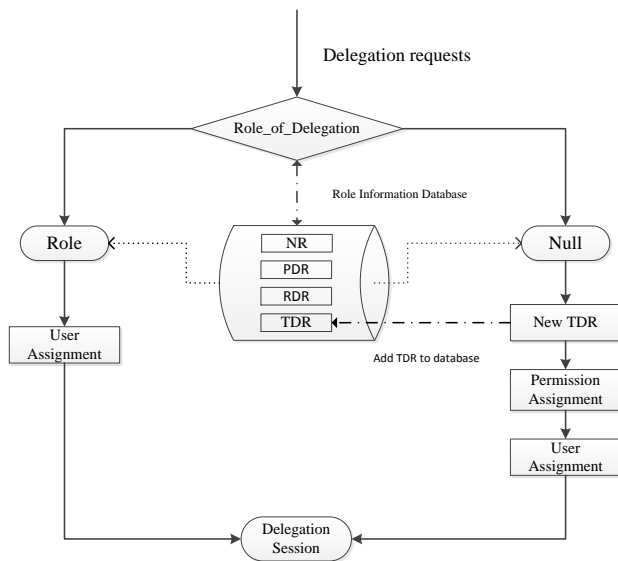 Delegation requests
Role_of_Delegation
Role Information Database
Role
NR
PDR
RDR
TDR
Null
New TDR
User
Assignment
Add TDR to database
Permission
Assignment
User
Assignment
Delegation
Session